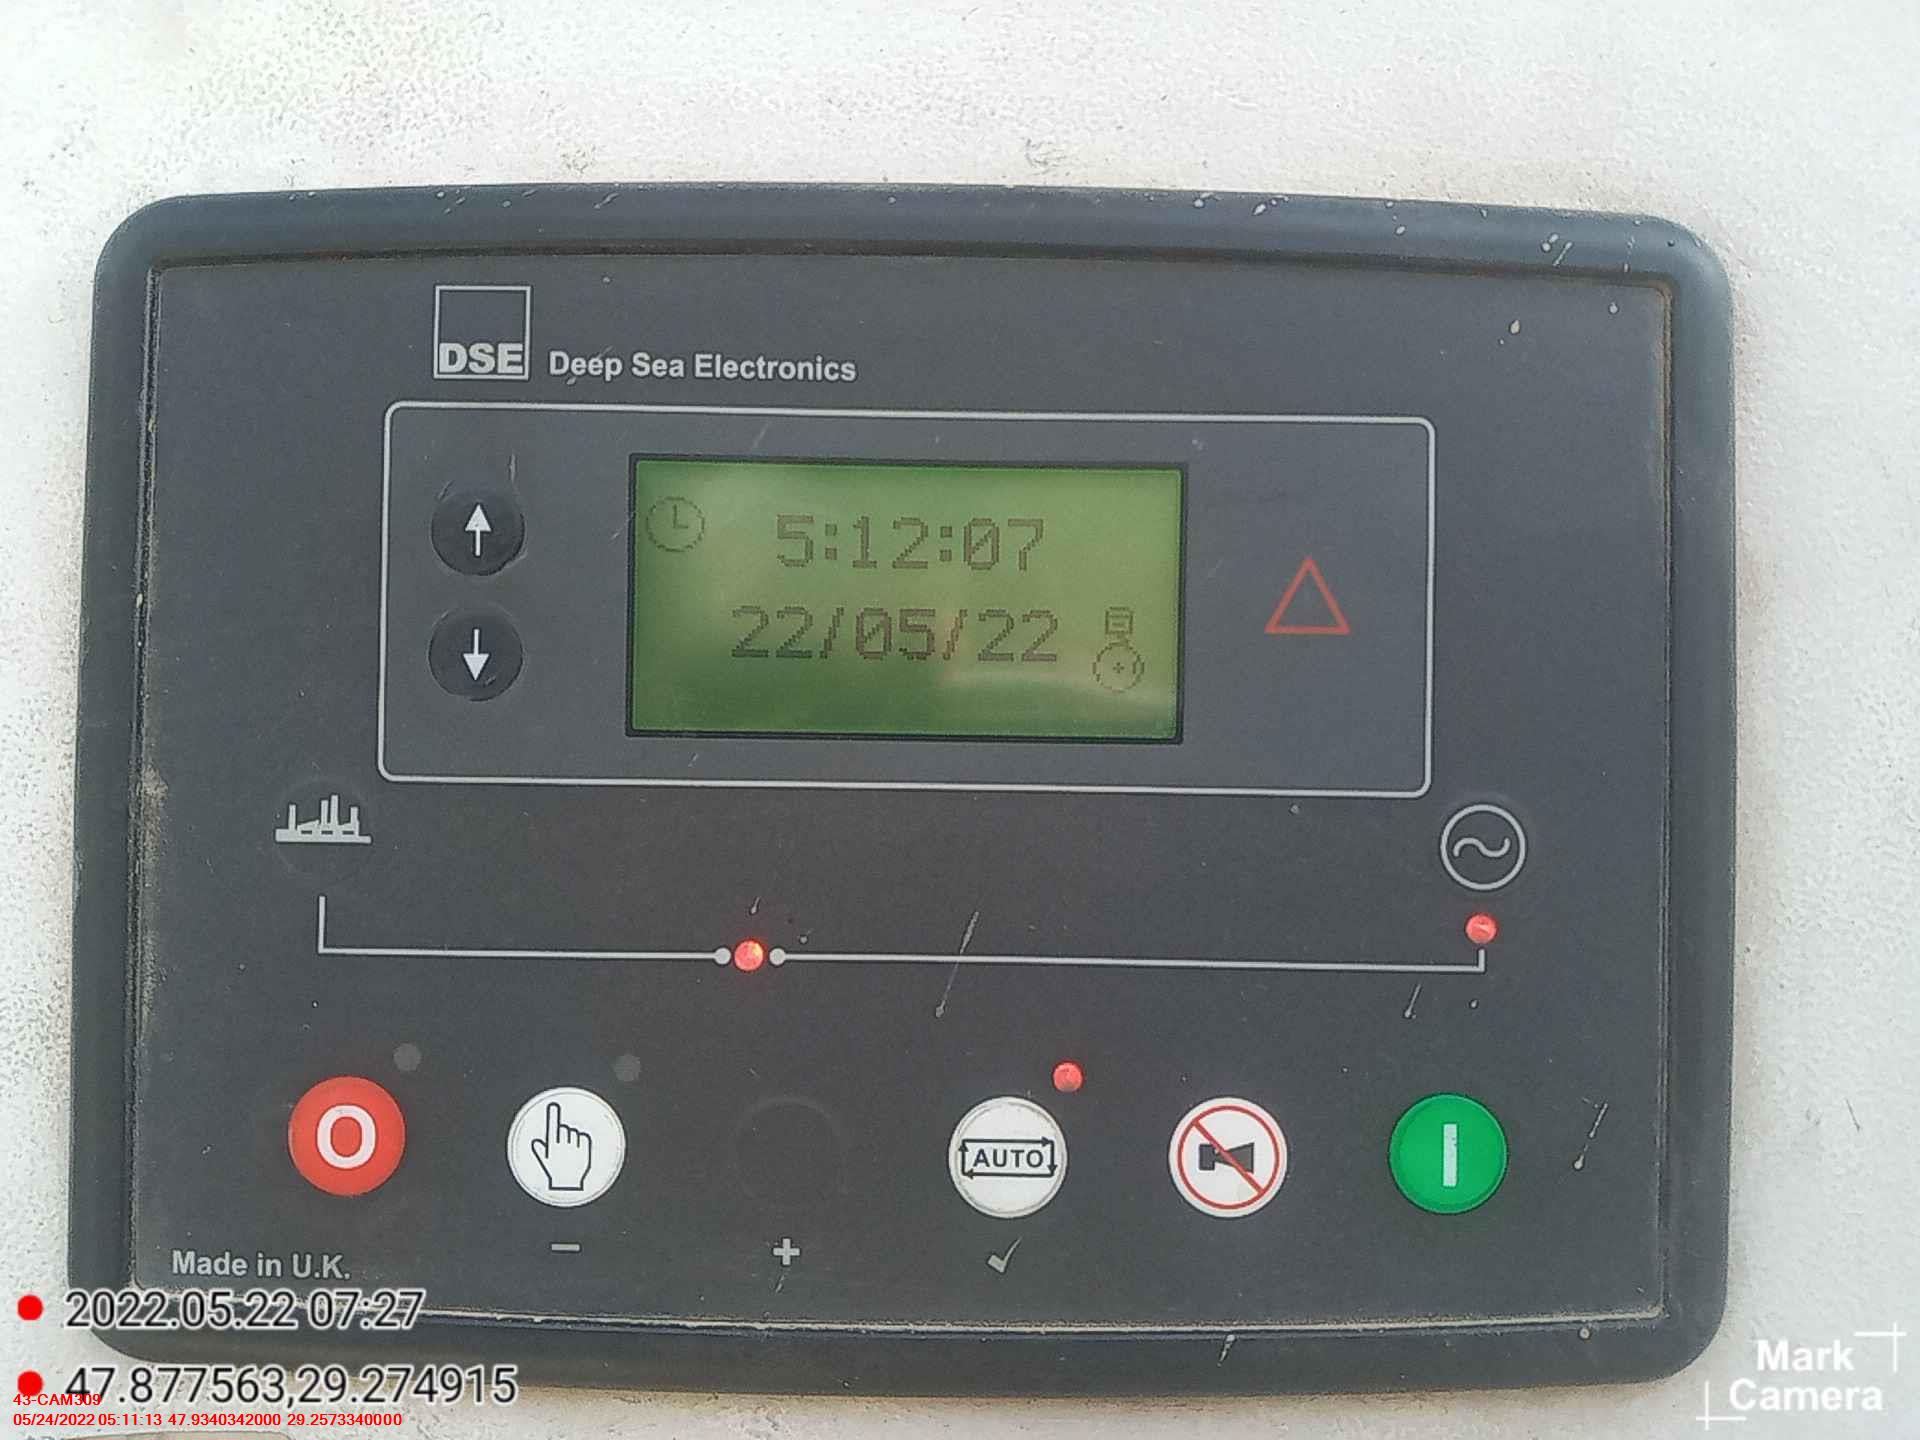 DSE Deep Sea Electronics
5:12:07
22/05/22
O
AUTO
I
− + ✓
Made in U.K.
2022.05.22 07:27
47.877563,29.274915
43-CAM309
05/24/2022 05:11:13 47.9340342000 29.2573340000
Mark
Camera